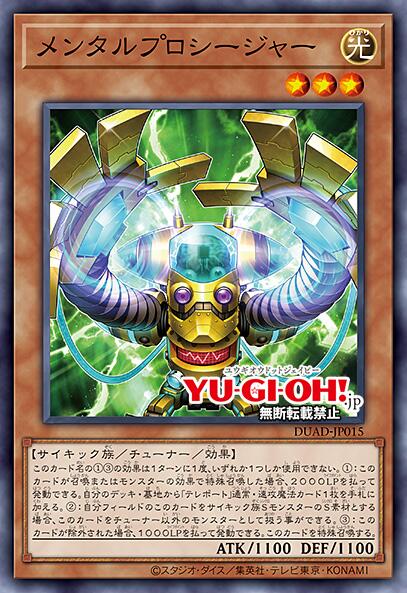 メンタルプロシージャー
ひかり
光
ユウギオウドットジェイピー
YU-GI-OH!.jp
無断転載禁止
DUAD-JP015
【サイキック族／チューナー／効果】
このカード名の①③の効果は1ターンに1度、いずれか1つしか使用できない。①：こ
のカードが召喚またはモンスターの効果で特殊召喚した場合、2000LPを払って
発動できる。自分のデッキ・墓地から「テレポート」通常・速攻魔法カード1枚を手札に
加える。②：自分フィールドのこのカードをサイキック族SモンスターのS素材とする
場合、このカードをチューナー以外のモンスターとして扱う事ができる。③：このカー
ドが除外された場合、1000LPを払って発動できる。このカードを特殊召喚する。
ATK/1100 DEF/1100
©スタジオ・ダイス／集英社・テレビ東京・KONAMI